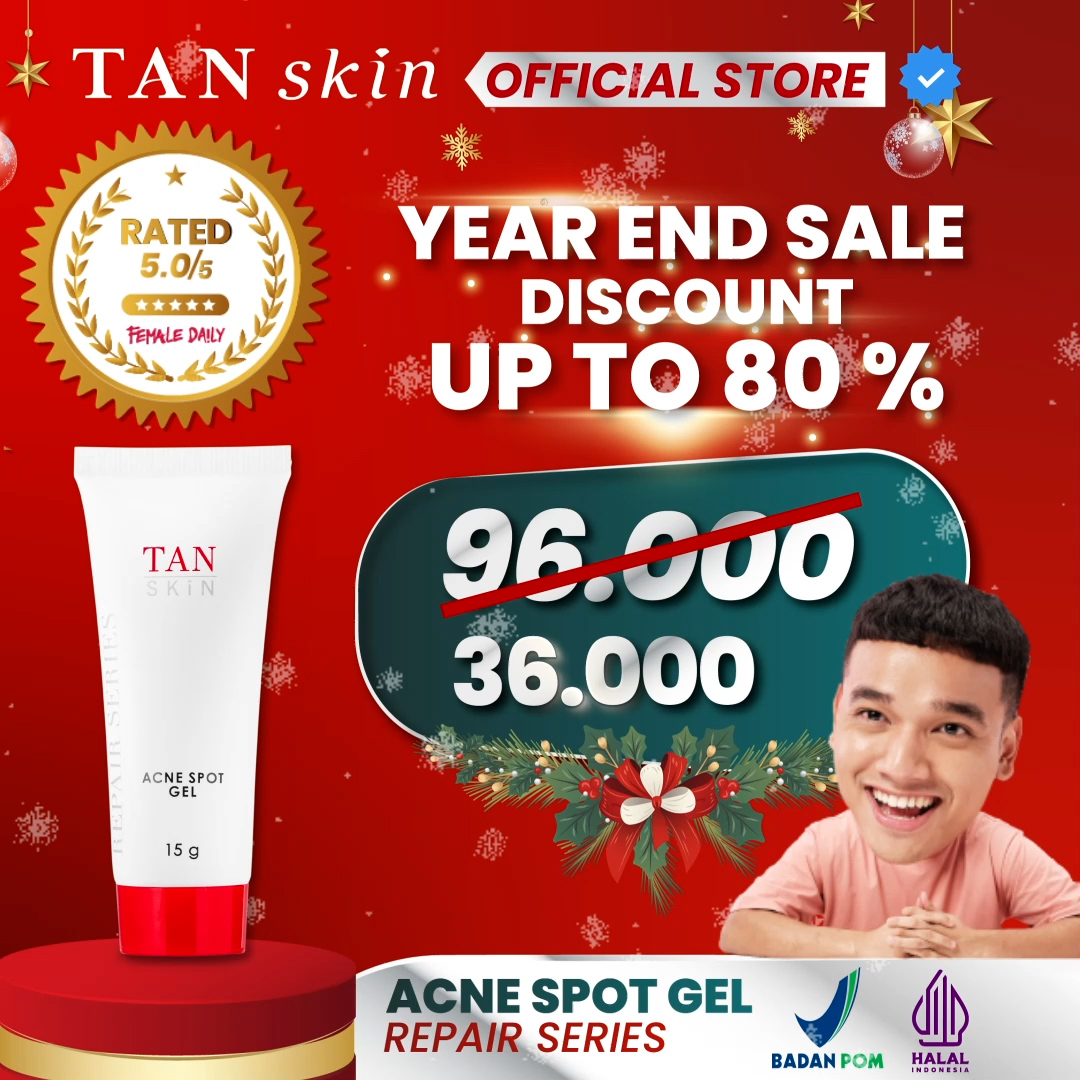 TAN skin
OFFICIAL STORE
RATED
5.0/5
FEMALE DAILY
YEAR END SALE
DISCOUNT
UP TO 80 %
96.000
36.000
TAN
SKiN
REPAIR SERIES
ACNE SPOT
GEL
15 g
ACNE SPOT GEL
REPAIR SERIES
BADAN POM
HALAL
INDONESIA